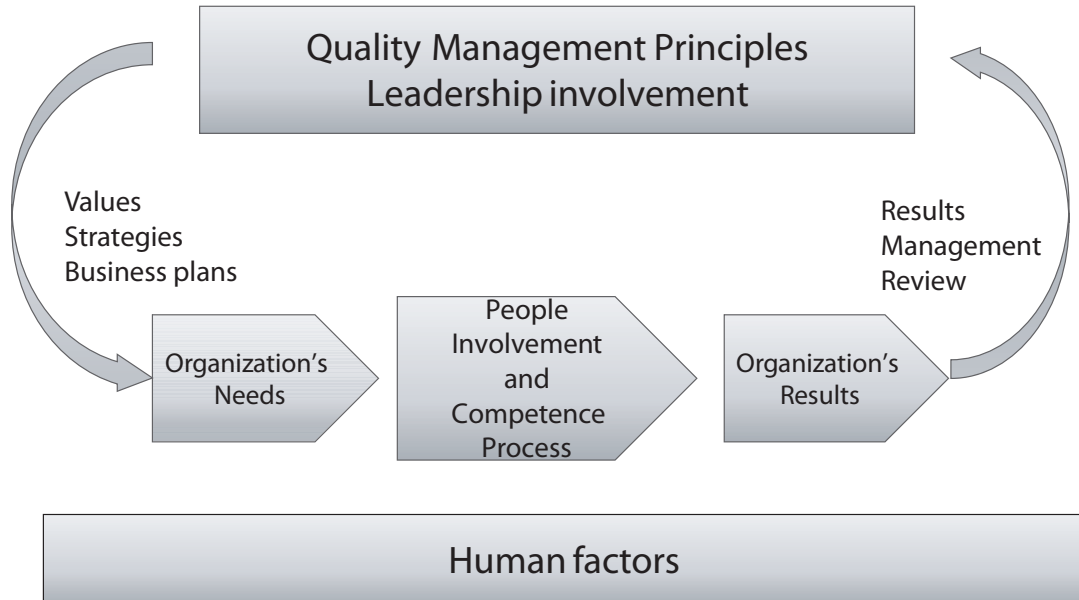 Quality Management Principles
Leadership involvement
Values
Strategies
Business plans
Results
Management
Review
Organization's
Needs
People
Involvement
and
Competence
Process
Organization's
Results
Human factors